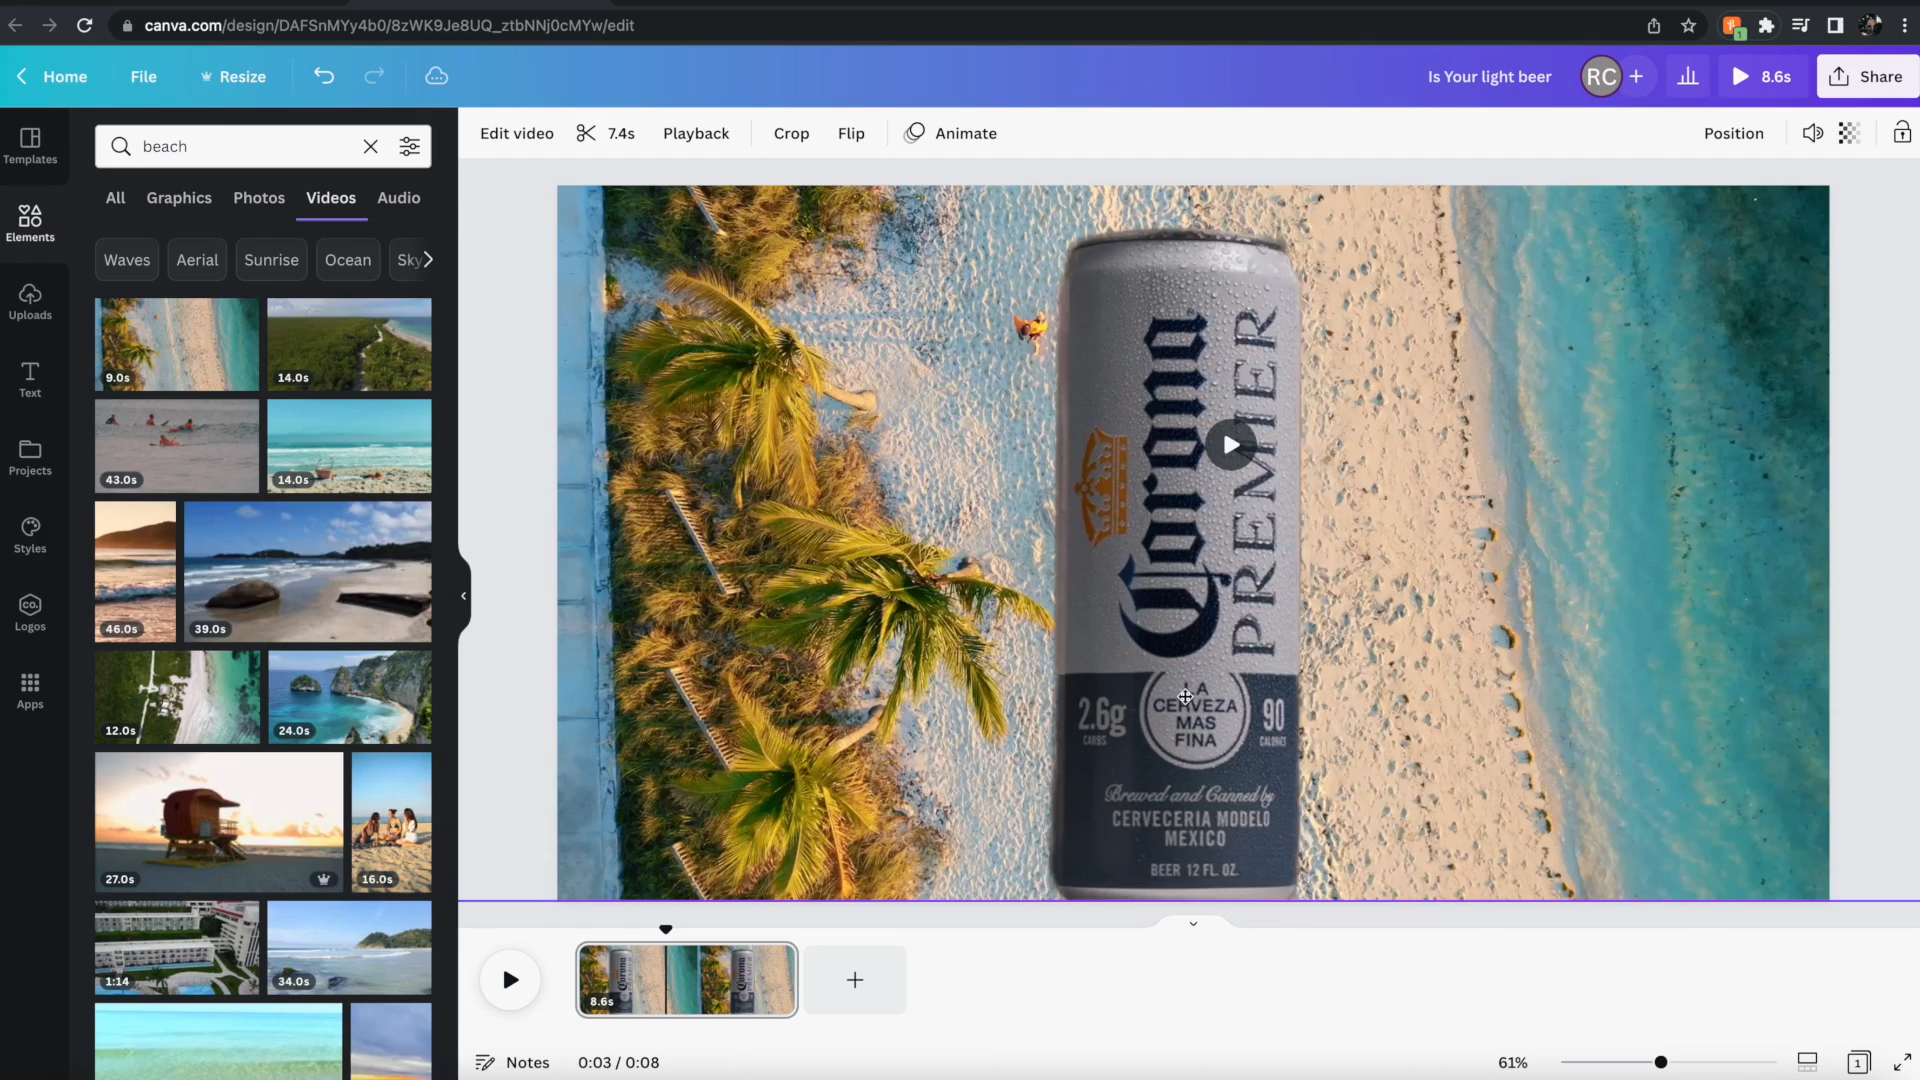 canva.com/design/DAFSnMYy4b0/8zWK9Je8UQ_ztbNNj0cMYw/edit
1
Home
File
Resize
Is Your light beer
RC
+
8.6s
Share
Templates
Elements
Uploads
Text
Projects
Styles
CO.
Logos
Apps
beach
All
Graphics
Photos
Videos
Audio
Waves
Aerial
Sunrise
Ocean
Sky
9.0s
14.0s
43.0s
14.0s
46.0s
39.0s
12.0s
24.0s
27.0s
16.0s
1:14
34.0s
Edit video
7.4s
Playback
Crop
Flip
Animate
Position
Corona
PREMIER
2.6g
CARBS
LA
CERVEZA
MAS
FINA
90
CALORIES
Brewed and Canned by
CERVECERIA MODELO
MEXICO
BEER 12 FL. OZ.
8.6s
+
Notes
0:03 / 0:08
61%
1